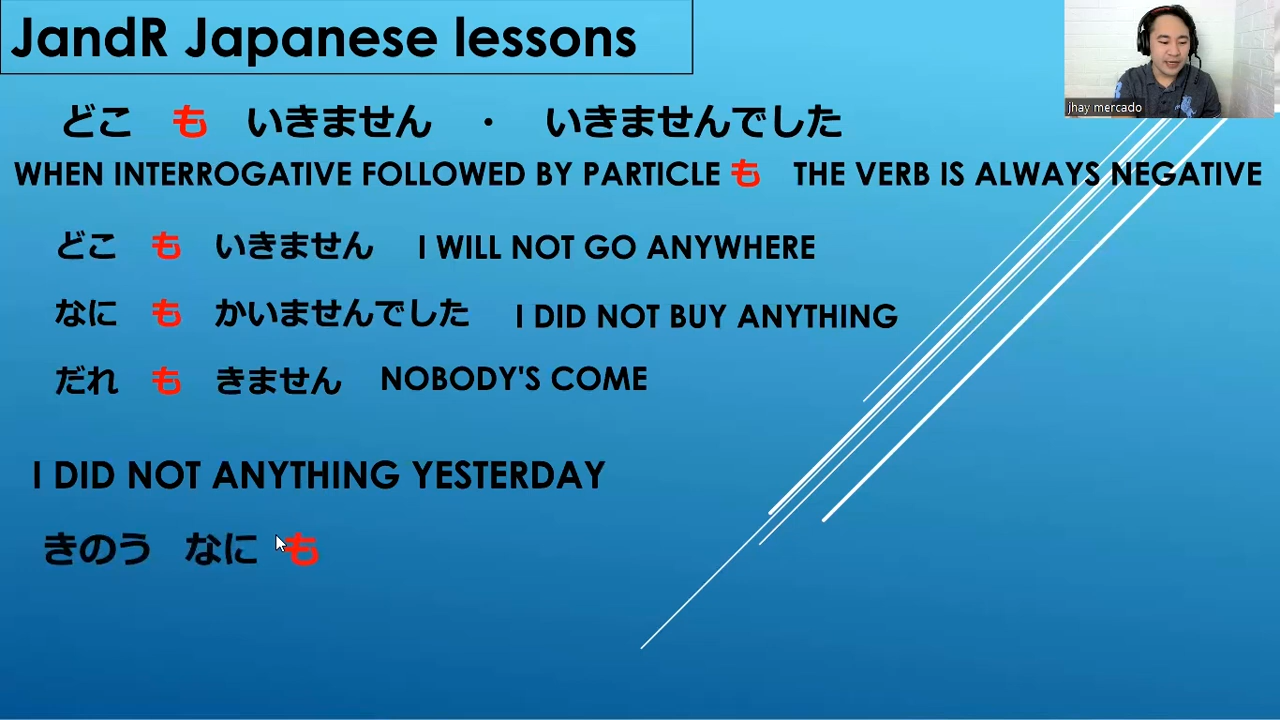 JandR Japanese lessons
jhay mercado
どこ も いきません ・ いきませんでした
WHEN INTERROGATIVE FOLLOWED BY PARTICLE も THE VERB IS ALWAYS NEGATIVE
どこ も いきません I WILL NOT GO ANYWHERE
なに も かいませんでした I DID NOT BUY ANYTHING
だれ も きません NOBODY'S COME
I DID NOT ANYTHING YESTERDAY
きのう なに も